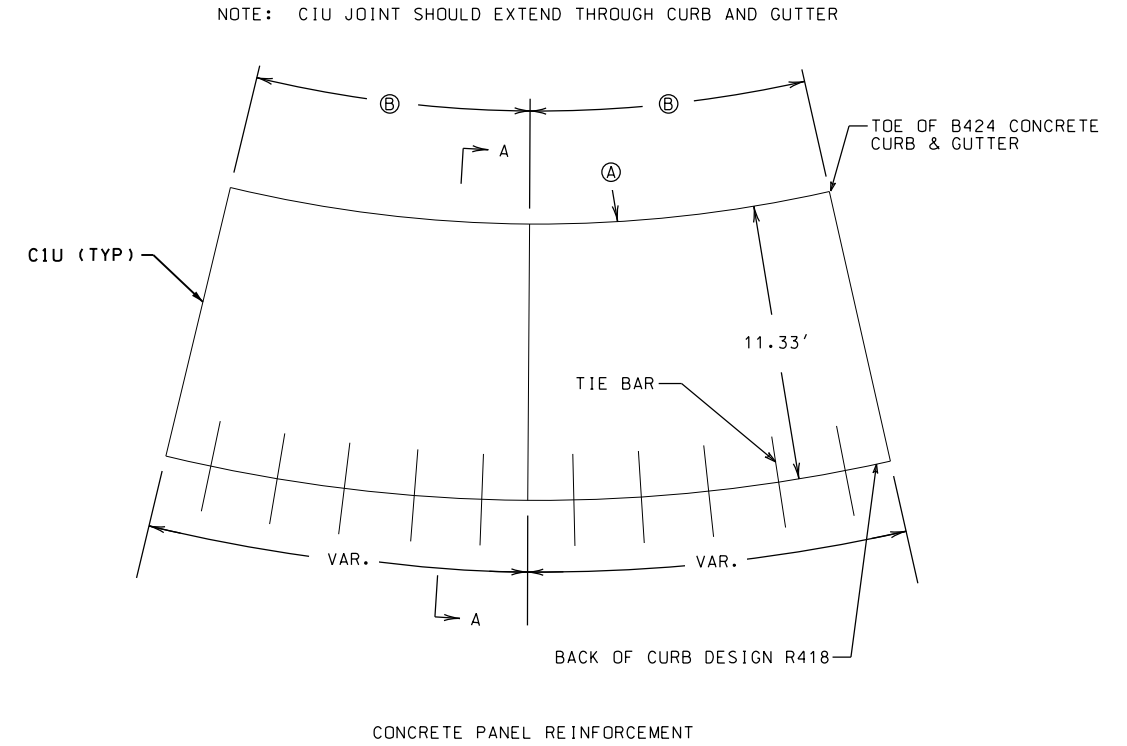 NOTE: CIU JOINT SHOULD EXTEND THROUGH CURB AND GUTTER
B
B
TOE OF B424 CONCRETE
CURB & GUTTER
A
A
C1U (TYP)
11.33′
TIE BAR
VAR.
VAR.
A
BACK OF CURB DESIGN R418
CONCRETE PANEL REINFORCEMENT